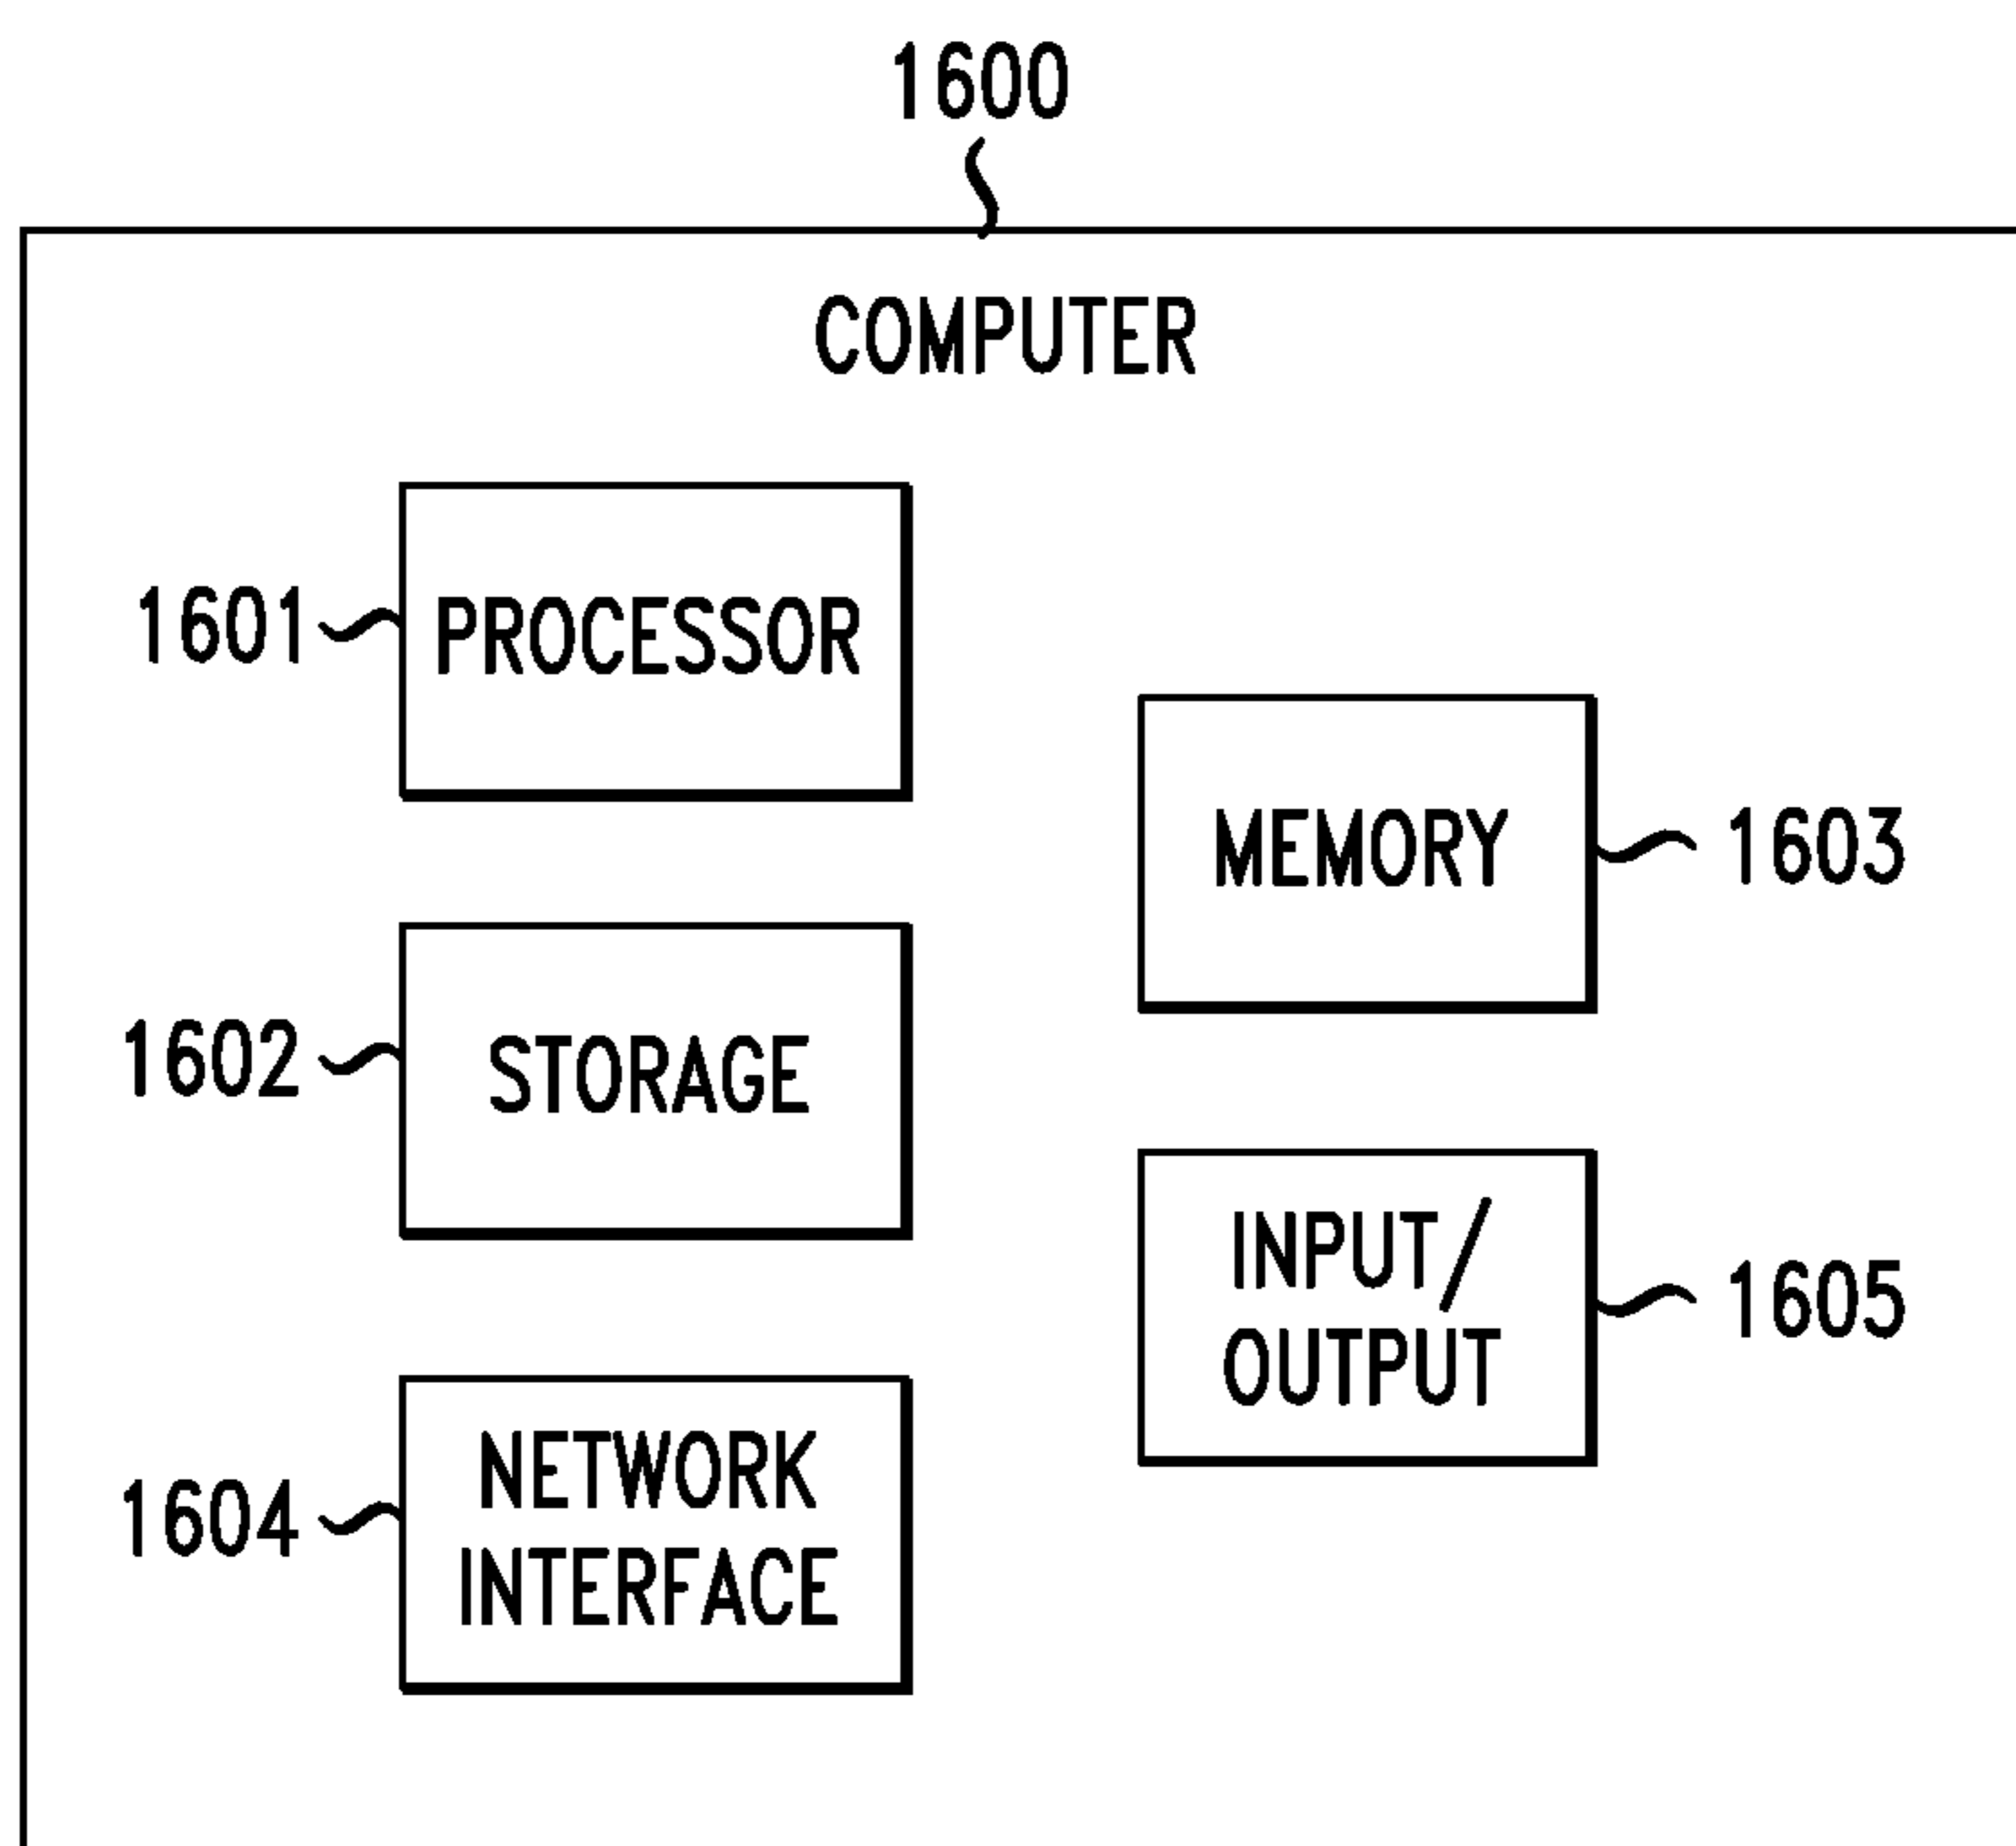 1600
COMPUTER
1601
PROCESSOR
MEMORY
1603
1602
STORAGE
INPUT/
OUTPUT
1605
1604
NETWORK
INTERFACE